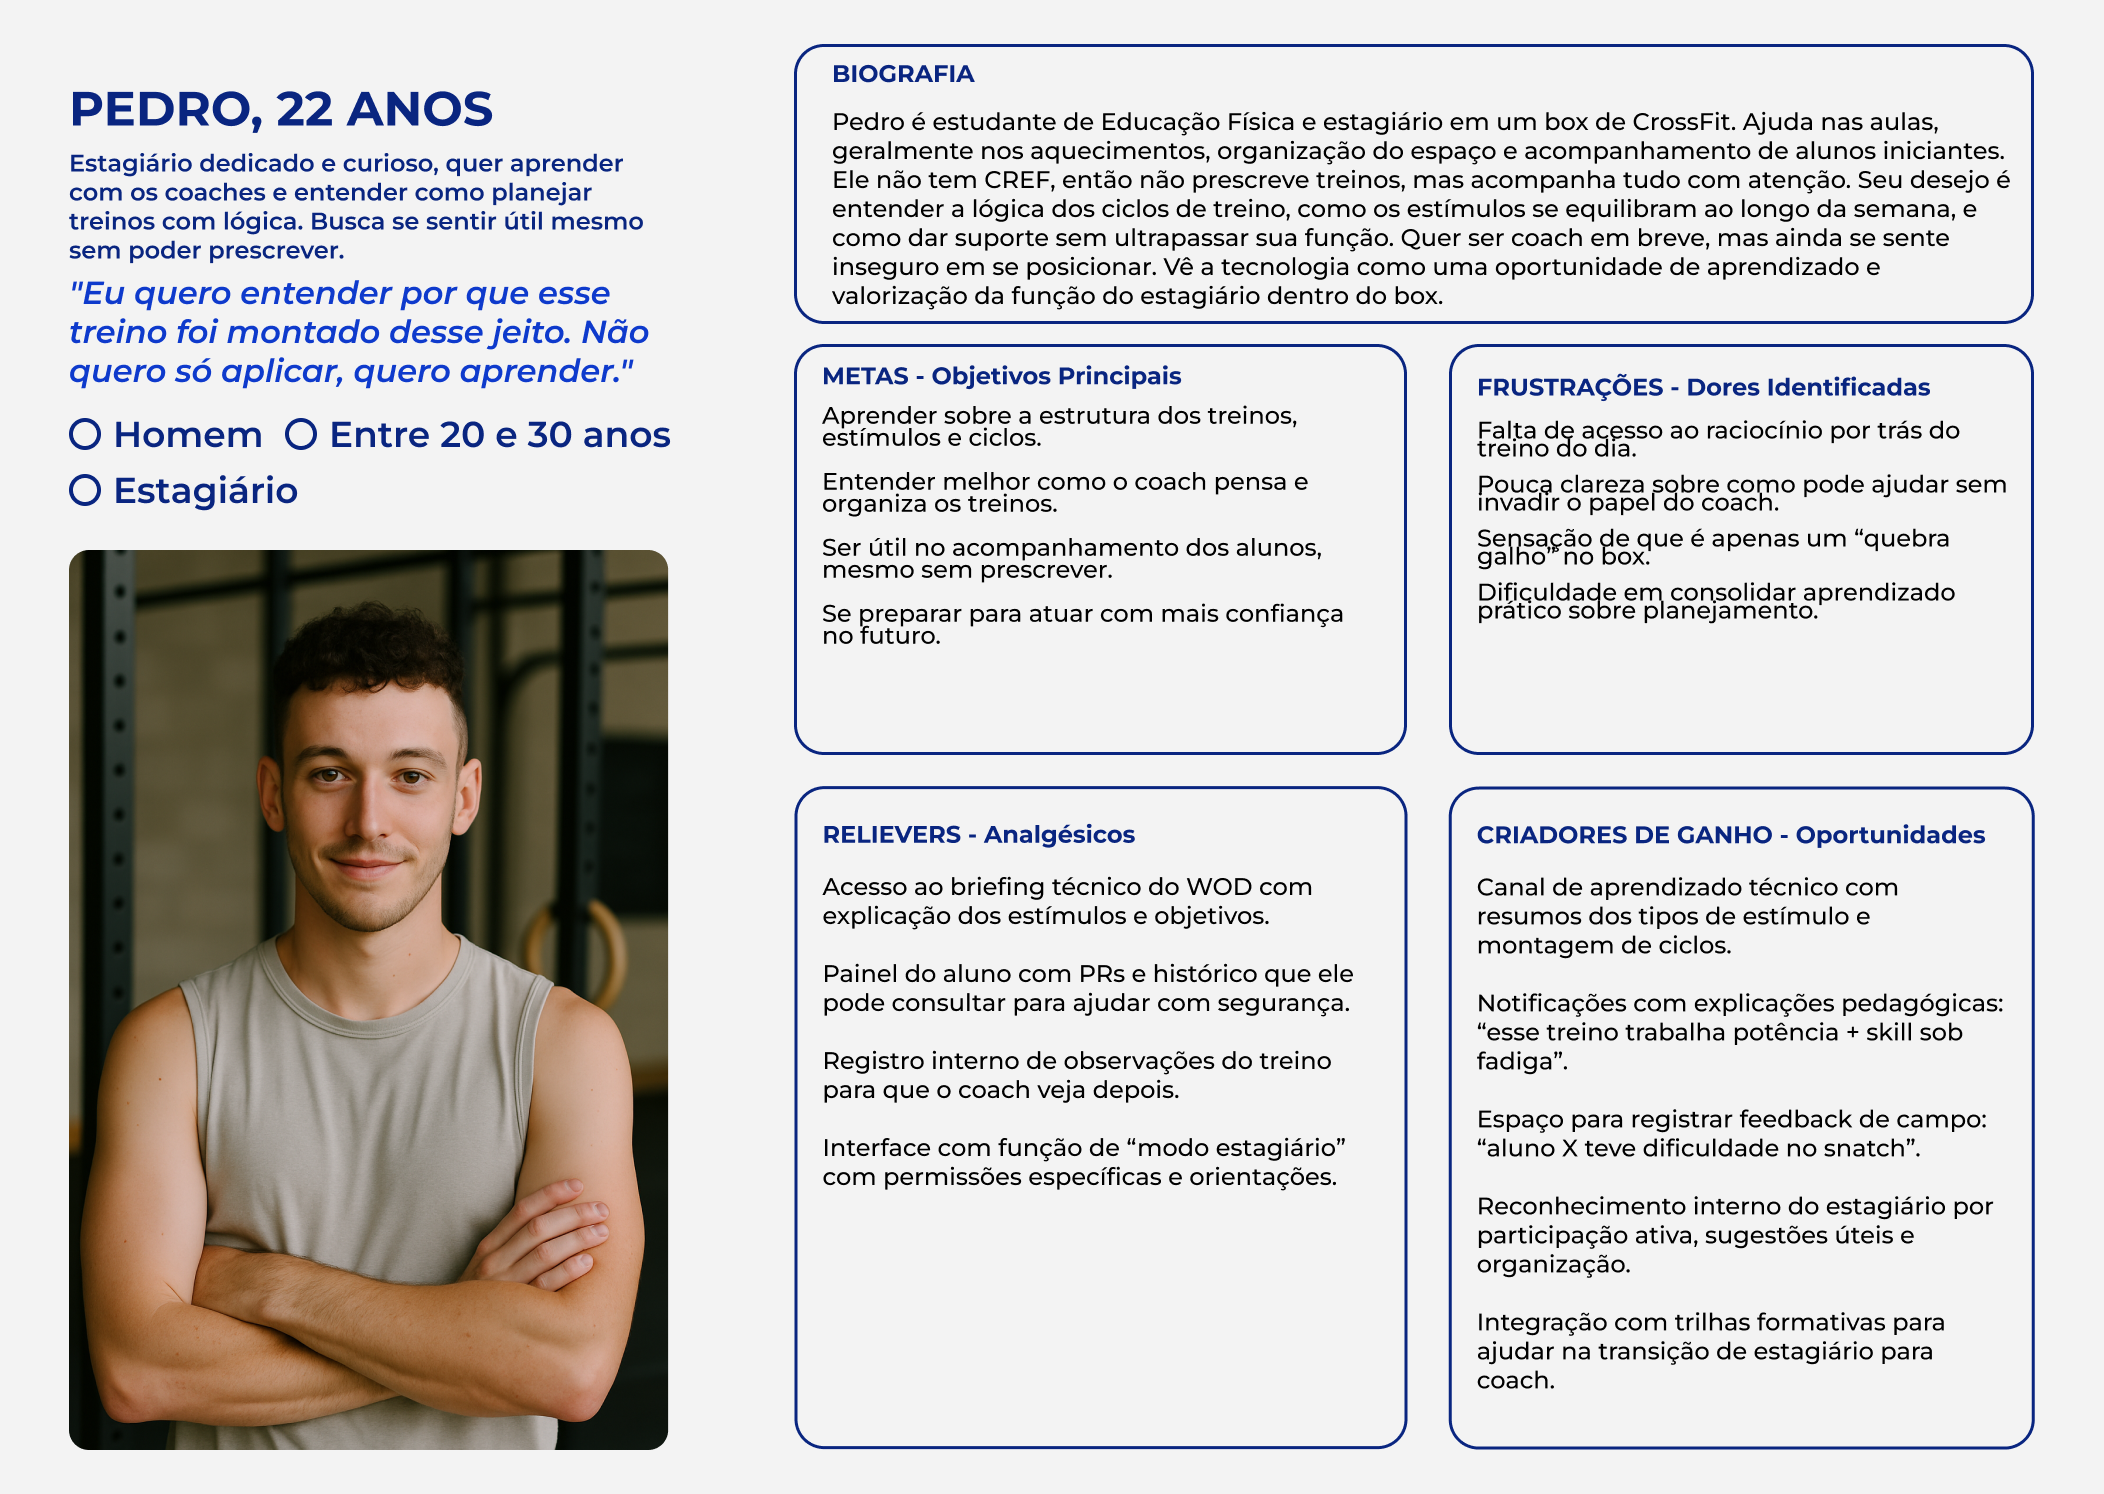 PEDRO, 22 ANOS
Estagiário dedicado e curioso, quer aprender
com os coaches e entender como planejar
treinos com lógica. Busca se sentir útil mesmo
sem poder prescrever.
"Eu quero entender por que esse
treino foi montado desse jeito. Não
quero só aplicar, quero aprender."
Homem
Entre 20 e 30 anos
Estagiário
BIOGRAFIA
Pedro é estudante de Educação Física e estagiário em um box de CrossFit. Ajuda nas aulas,
geralmente nos aquecimentos, organização do espaço e acompanhamento de alunos iniciantes.
Ele não tem CREF, então não prescreve treinos, mas acompanha tudo com atenção. Seu desejo é
entender a lógica dos ciclos de treino, como os estímulos se equilibram ao longo da semana, e
como dar suporte sem ultrapassar sua função. Quer ser coach em breve, mas ainda se sente
inseguro em se posicionar. Vê a tecnologia como uma oportunidade de aprendizado e
valorização da função do estagiário dentro do box.
METAS - Objetivos Principais
Aprender sobre a estrutura dos treinos,
estímulos e ciclos.
Entender melhor como o coach pensa e
organiza os treinos.
Ser útil no acompanhamento dos alunos,
mesmo sem prescrever.
Se preparar para atuar com mais confiança
no futuro.
FRUSTRAÇÕES - Dores Identificadas
Falta de acesso ao raciocínio por trás do
treino do dia.
Pouca clareza sobre como pode ajudar sem
invadir o papel do coach.
Sensação de que é apenas um “quebra
galho” no box.
Dificuldade em consolidar aprendizado
prático sobre planejamento.
RELIEVERS - Analgésicos
Acesso ao briefing técnico do WOD com
explicação dos estímulos e objetivos.
Painel do aluno com PRs e histórico que ele
pode consultar para ajudar com segurança.
Registro interno de observações do treino
para que o coach veja depois.
Interface com função de “modo estagiário”
com permissões específicas e orientações.
CRIADORES DE GANHO - Oportunidades
Canal de aprendizado técnico com
resumos dos tipos de estímulo e
montagem de ciclos.
Notificações com explicações pedagógicas:
“esse treino trabalha potência + skill sob
fadiga”.
Espaço para registrar feedback de campo:
“aluno X teve dificuldade no snatch”.
Reconhecimento interno do estagiário por
participação ativa, sugestões úteis e
organização.
Integração com trilhas formativas para
ajudar na transição de estagiário para
coach.